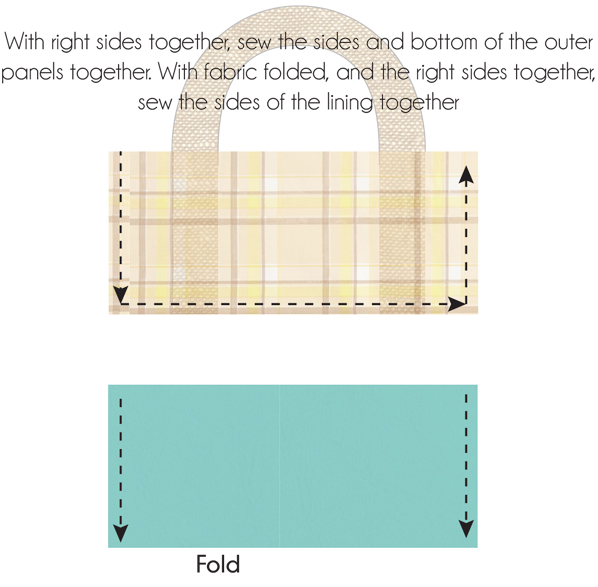 With right sides together, sew the sides and bottom of the outer
panels together. With fabric folded, and the right sides together,
sew the sides of the lining together
Fold